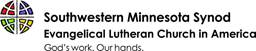 Southwestern Minnesota Synod
Evangelical Lutheran Church in America
God's work. Our hands.